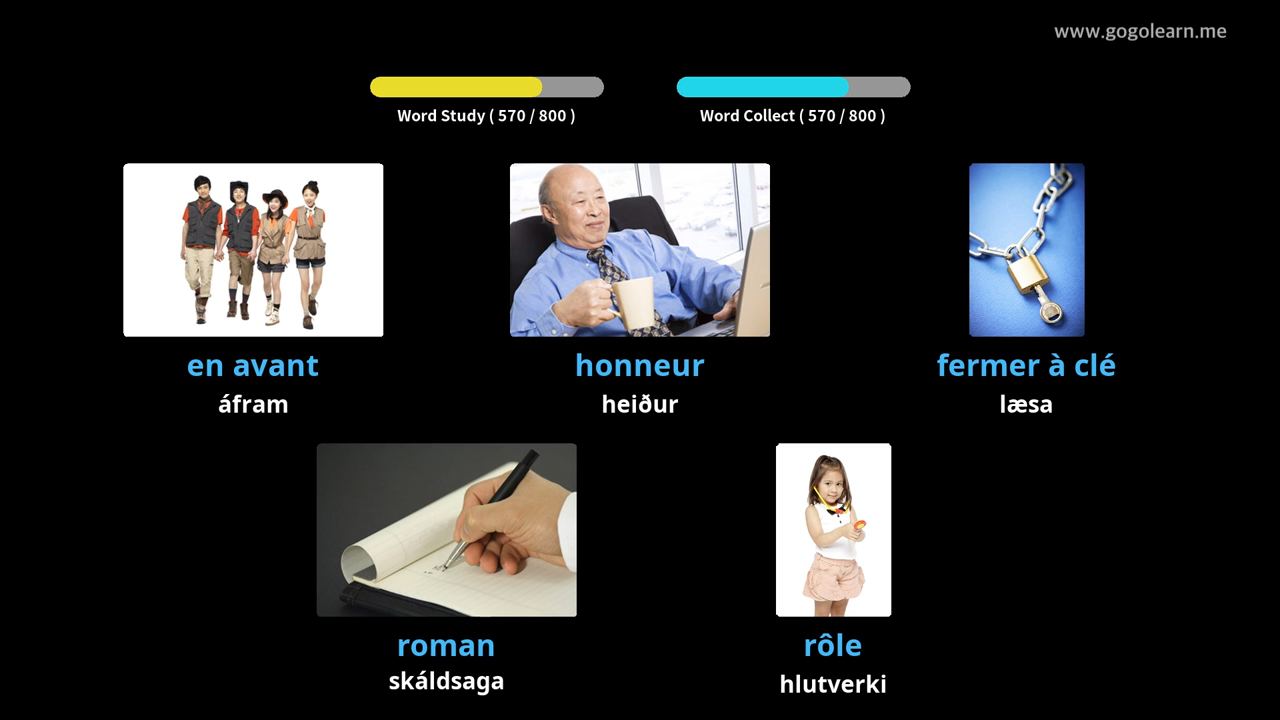 www.gogolearn.me
Word Study ( 570 / 800 )
Word Collect ( 570 / 800 )
en avant
áfram
honneur
heiður
fermer à clé
læsa
roman
skáldsaga
rôle
hlutverki